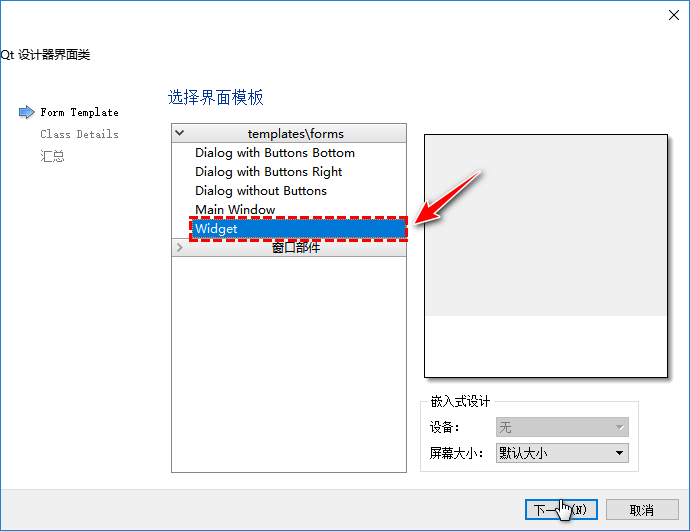 Qt 设计器界面类
选择界面模板
Form Template
Class Details
汇总
templates\forms
Dialog with Buttons Bottom
Dialog with Buttons Right
Dialog without Buttons
Main Window
Widget
窗口部件
嵌入式设计
设备：
无
屏幕大小：
默认大小
下一(N)
取消